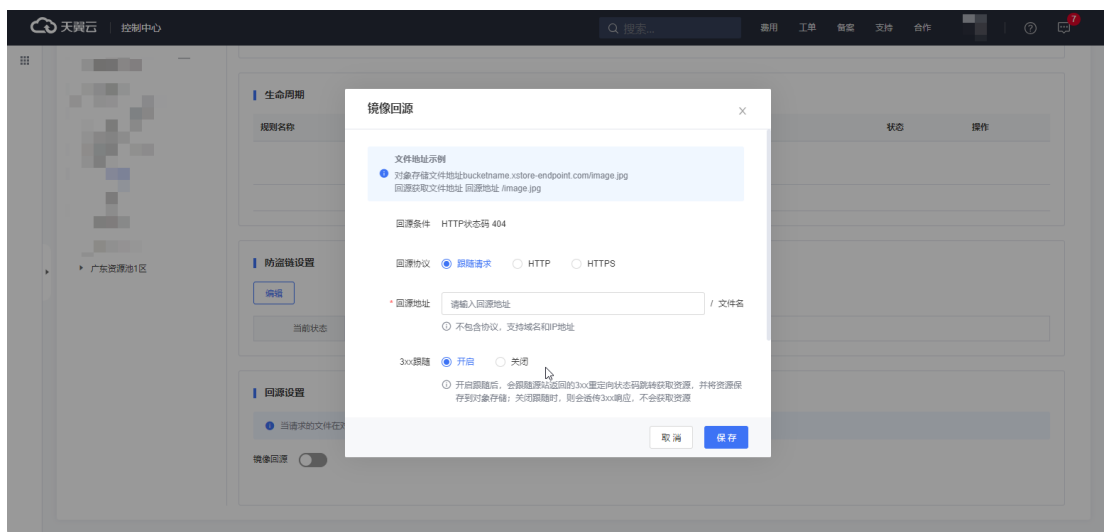 天翼云 控制中心 搜索... 费用 工单 备案 支持 合作 7
生命周期
规则名称 状态 操作
镜像回源
文件地址示例
对象存储文件地址bucketname.xstore-endpoint.com/image.jpg
回源获取文件地址 回源地址 /image.jpg
回源条件 HTTP状态码 404
回源协议 跟随请求 HTTP HTTPS
* 回源地址 请输入回源地址 / 文件名
不包含协议，支持域名和IP地址
3xx跟随 开启 关闭
开启跟随后，会跟随源站返回的3xx重定向状态码跳转获取资源，并将资源保
存到对象存储；关闭跟随时，则会透传3xx响应，不会获取资源
取消 保存
广东资源池1区
防盗链设置
编辑
当前状态
回源设置
当请求的文件在对
镜像回源